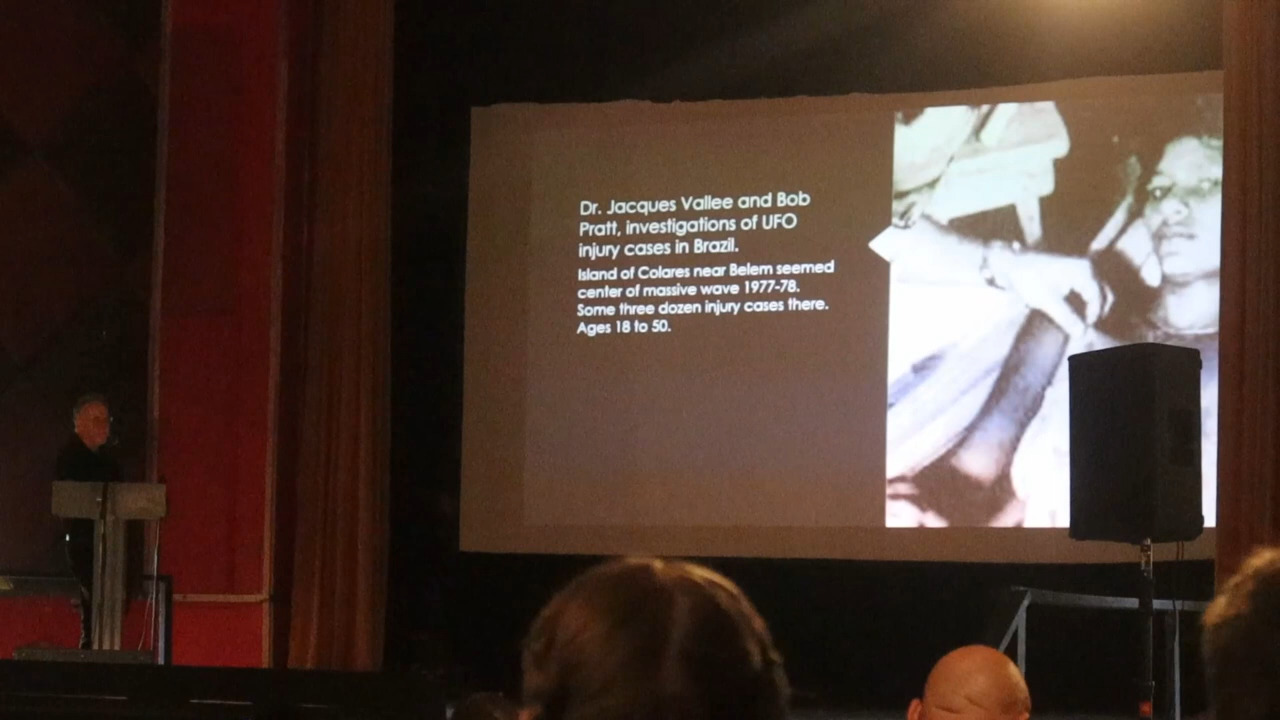 Dr. Jacques Vallee and Bob
Pratt, investigations of UFO
injury cases in Brazil.
Island of Colares near Belem seemed
center of massive wave 1977-78.
Some three dozen injury cases there.
Ages 18 to 50.